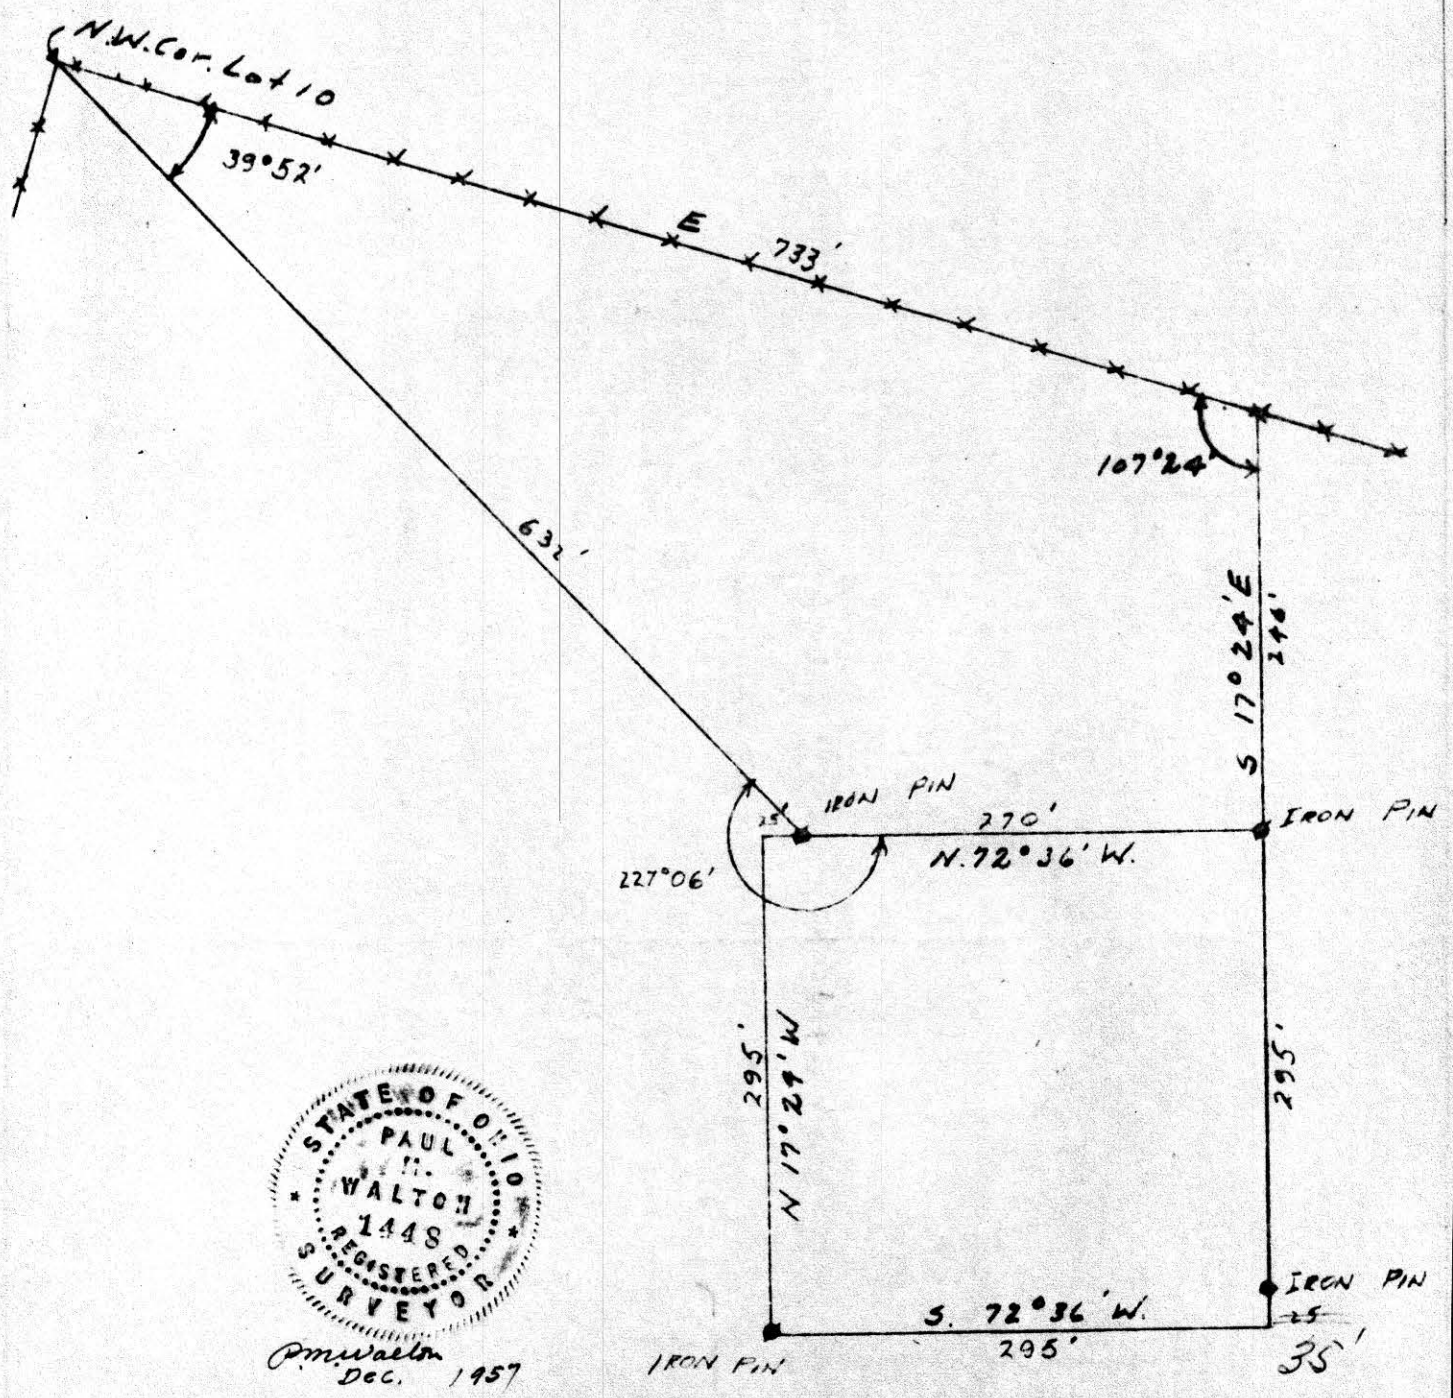 N.W. Cor. Lot 10
39°52'
E
733'
107°24'
632'
S 17°24'E
246'
IRON PIN
25'
270'
IRON PIN
N. 72°36' W.
227°06'
295'
N 17°24' W
295'
STATE OF OHIO
PAUL
M.
WALTON
1448
REGISTERED
SURVEYOR
P.M. Walton
Dec. 1957
IRON PIN
S. 72°36' W.
25
295'
35'
IRON PIN